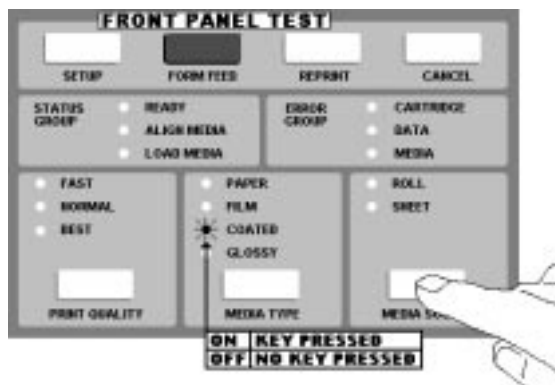 FRONT PANEL TEST
SETUP FORM FEED REPRINT CANCEL
STATUS GROUP
READY
ALIGN MEDIA
LOAD MEDIA
ERROR GROUP
CARTRIDGE
DATA
MEDIA
FAST
NORMAL
BEST
PRINT QUALITY
PAPER
FILM
COATED
GLOSSY
MEDIA TYPE
ROLL
SHEET
MEDIA
ON KEY PRESSED
OFF NO KEY PRESSED